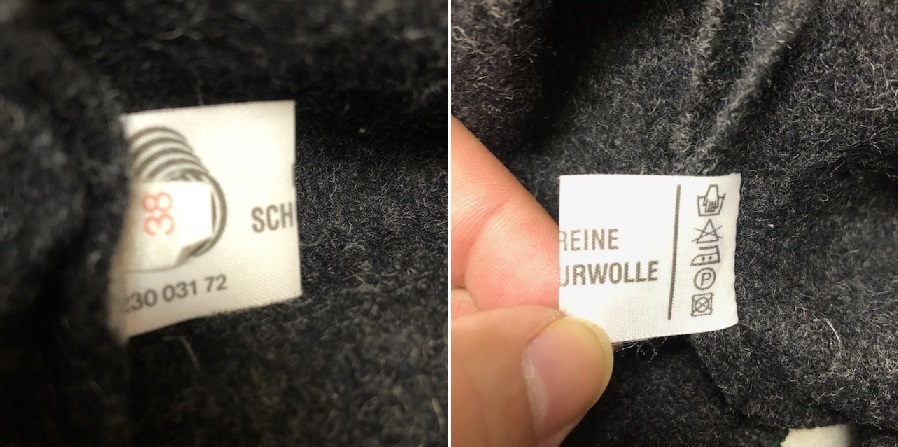 38
SCH
230 031 72
REINE
URWOLLE